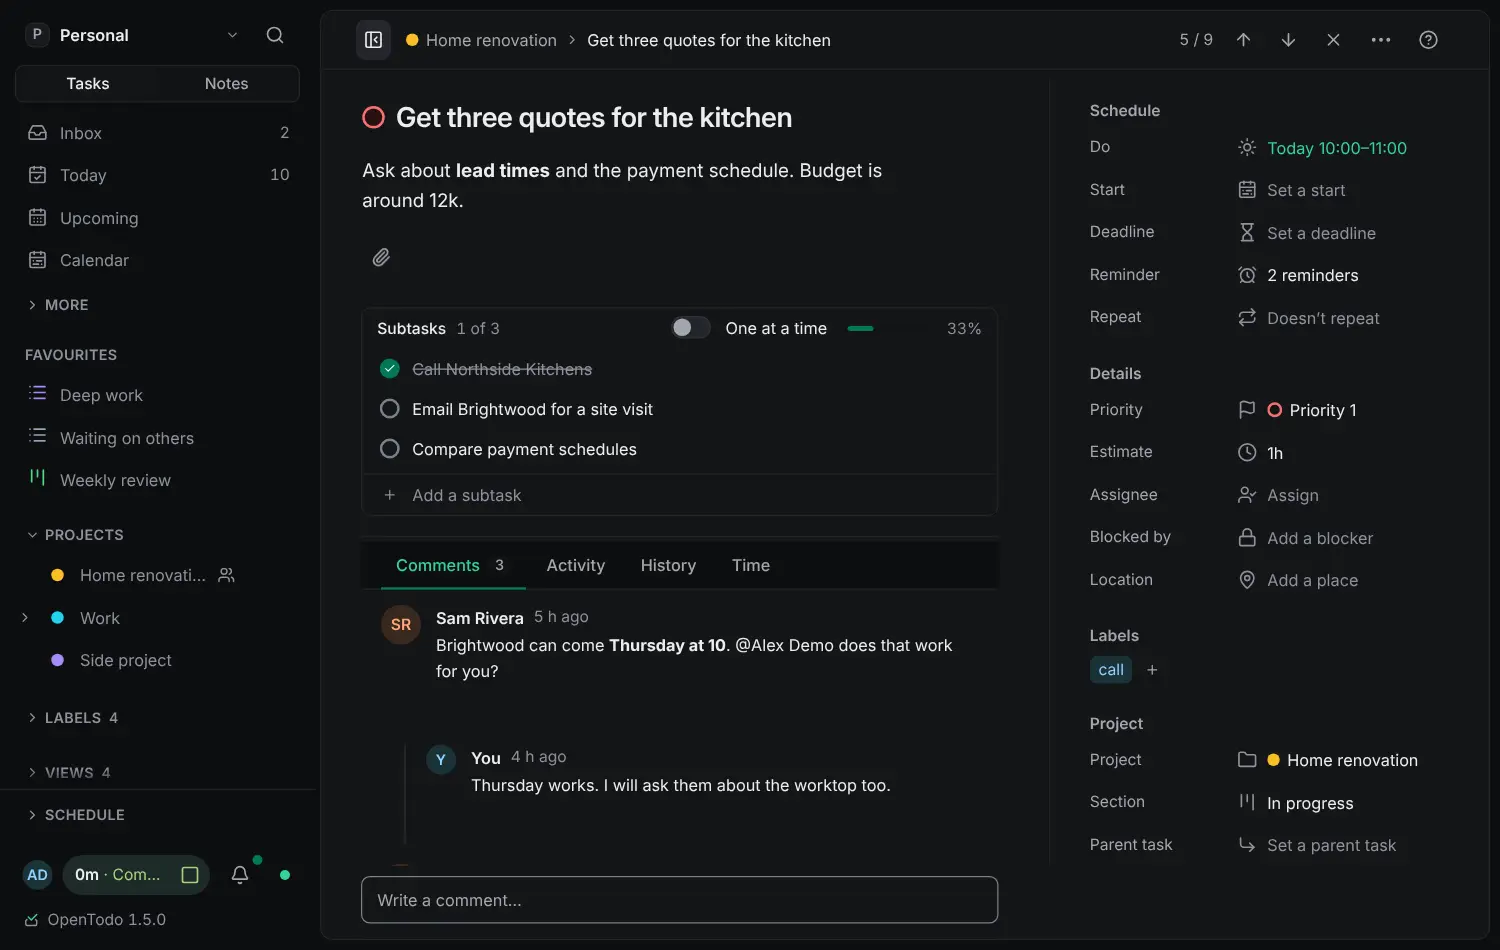 P Personal
Tasks Notes
Inbox 2
Today 10
Upcoming
Calendar
MORE
FAVOURITES
Deep work
Waiting on others
Weekly review
PROJECTS
Home renovati...
Work
Side project
LABELS 4
VIEWS 4
SCHEDULE
AD 0m · Com...
OpenTodo 1.5.0
Home renovation > Get three quotes for the kitchen
5 / 9
Get three quotes for the kitchen
Ask about lead times and the payment schedule. Budget is
around 12k.
Subtasks 1 of 3 One at a time 33%
Call Northside Kitchens
Email Brightwood for a site visit
Compare payment schedules
+ Add a subtask
Comments 3 Activity History Time
SR Sam Rivera 5 h ago
Brightwood can come Thursday at 10. @Alex Demo does that work
for you?
Y You 4 h ago
Thursday works. I will ask them about the worktop too.
Write a comment...
Schedule
Do Today 10:00–11:00
Start Set a start
Deadline Set a deadline
Reminder 2 reminders
Repeat Doesn’t repeat
Details
Priority Priority 1
Estimate 1h
Assignee Assign
Blocked by Add a blocker
Location Add a place
Labels
call +
Project
Project Home renovation
Section In progress
Parent task Set a parent task